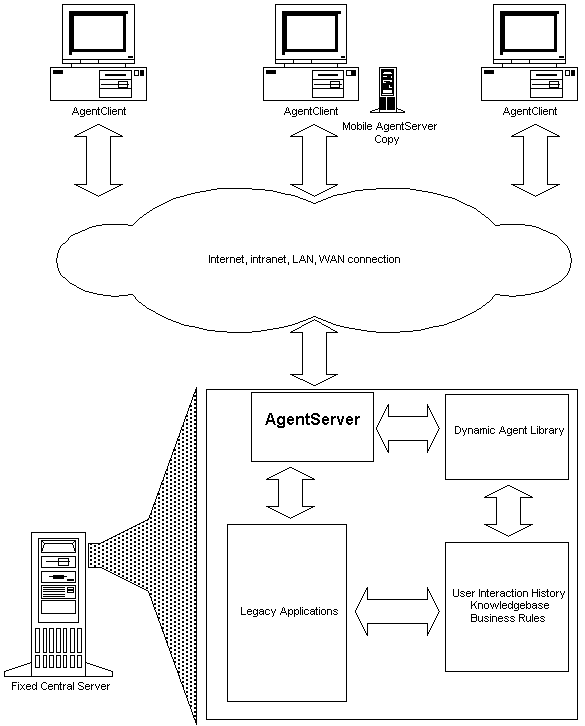 AgentClient
AgentClient
AgentClient
Mobile AgentServer
Copy
Internet, intranet, LAN, WAN connection
AgentServer
Dynamic Agent Library
Legacy Applications
User Interaction History
Knowledgebase
Business Rules
Fixed Central Server